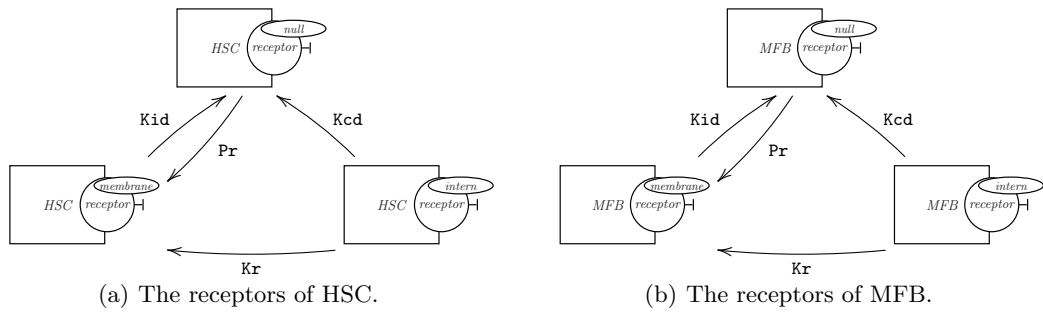 null
HSC receptor
Kid
Pr
Kcd
membrane
HSC receptor
intern
HSC receptor
Kr
(a) The receptors of HSC.
null
MFB receptor
Kid
Pr
Kcd
membrane
MFB receptor
intern
MFB receptor
Kr
(b) The receptors of MFB.